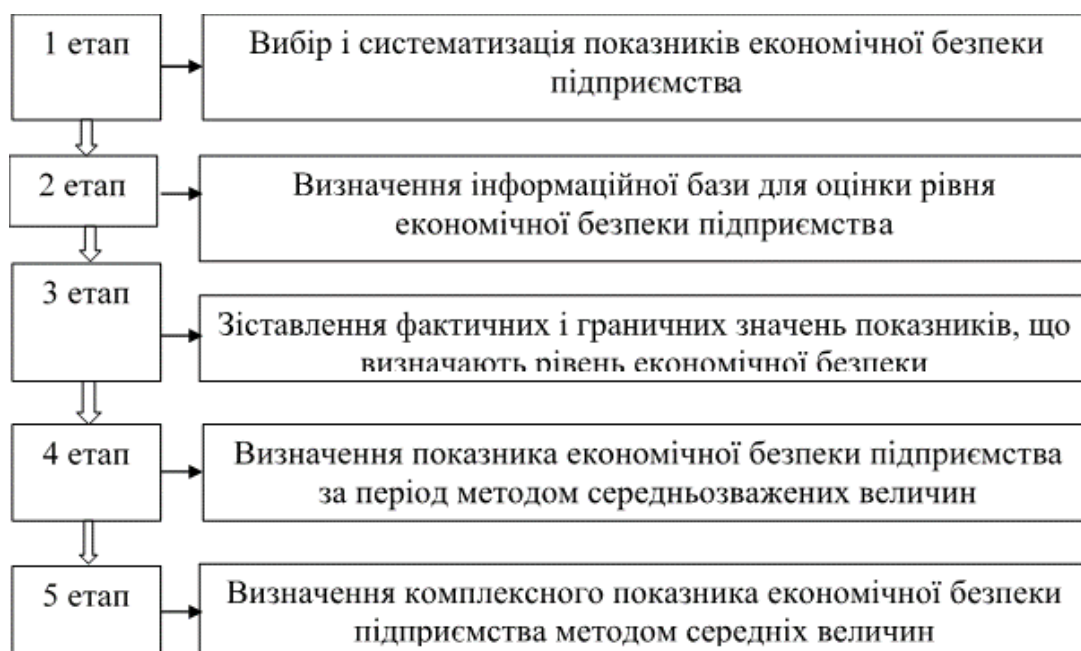 1 етап
Вибір і систематизація показників економічної безпеки
підприємства
2 етап
Визначення інформаційної бази для оцінки рівня
економічної безпеки підприємства
3 етап
Зіставлення фактичних і граничних значень показників, що
визначають рівень економічної безпеки
4 етап
Визначення показника економічної безпеки підприємства
за період методом середньозважених величин
5 етап
Визначення комплексного показника економічної безпеки
підприємства методом середніх величин